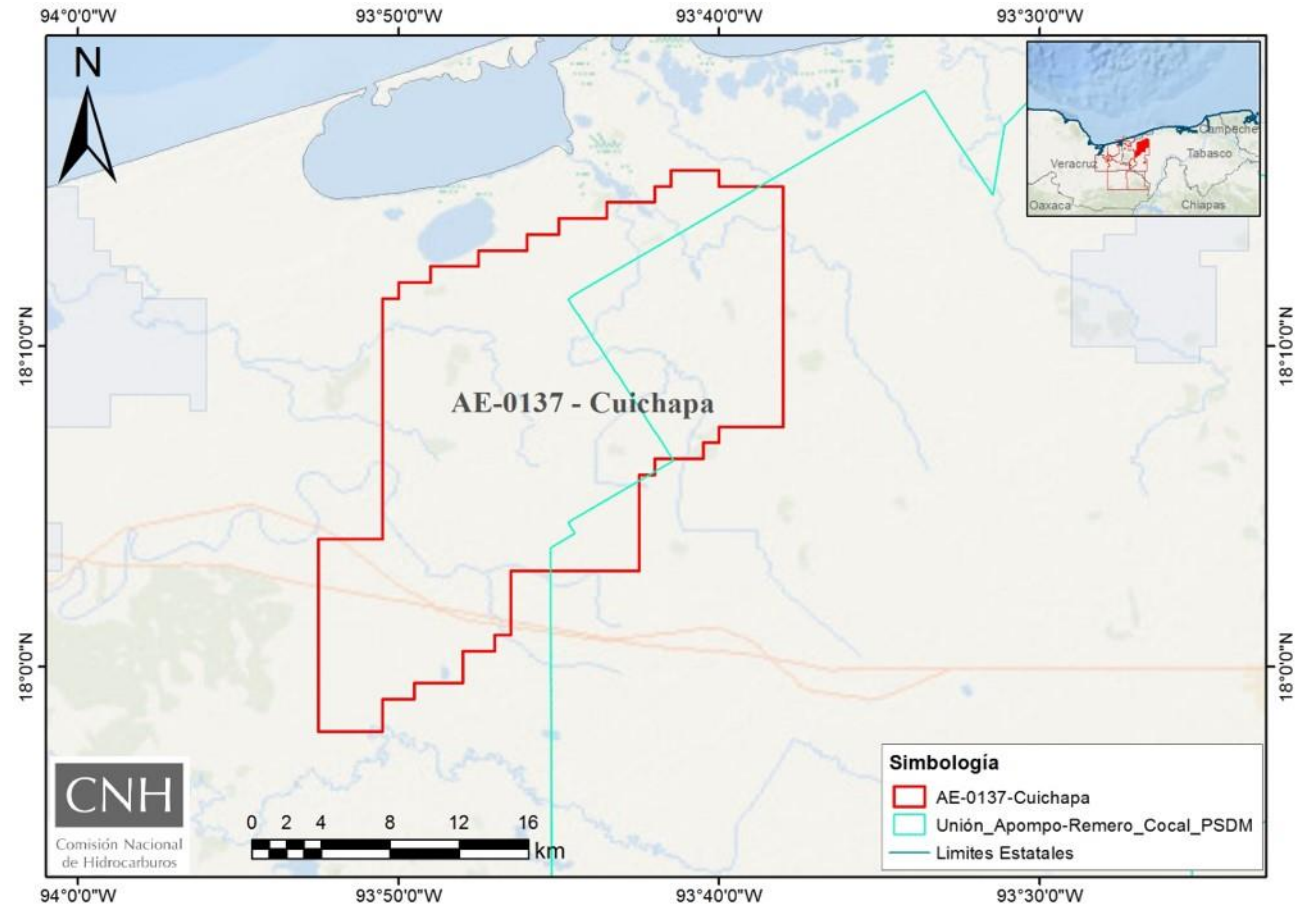 94°0'0"W 93°50'0"W 93°40'0"W 93°30'0"W
N
Campeche
Tabasco
Veracruz
Oaxaca
Chiapas
18°10'0"N
18°10'0"N
AE-0137 - Cuichapa
18°0'0"N
18°0'0"N
CNH
Comisión Nacional
de Hidrocarburos
0 2 4 8 12 16
km
Simbología
AE-0137-Cuichapa
Unión_Apompo-Remero_Cocal_PSDM
Limites Estatales
94°0'0"W 93°50'0"W 93°40'0"W 93°30'0"W